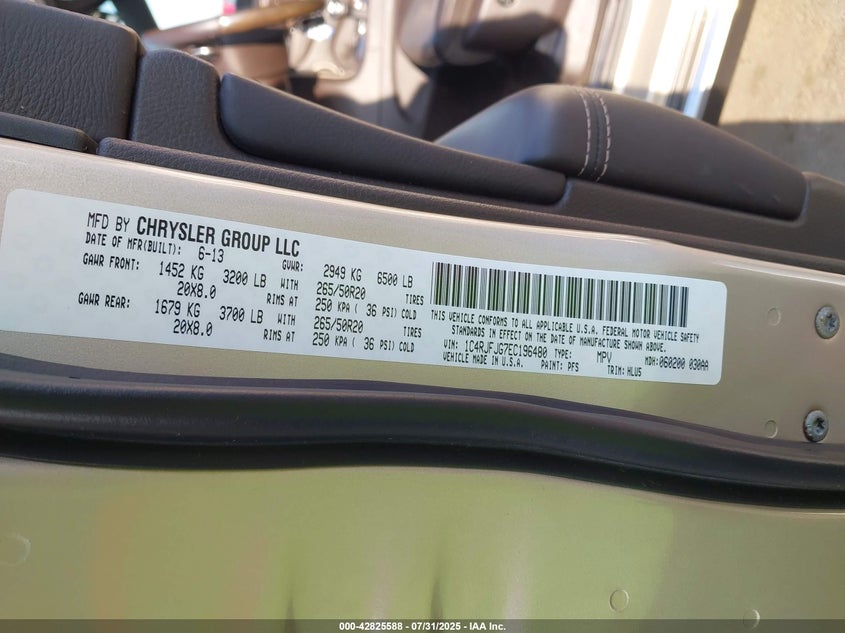 MFD BY CHRYSLER GROUP LLC
DATE OF MFR(BUILT): 6-13 GVWR: 2949 KG 6500 LB
GAWR FRONT: 1452 KG 3200 LB WITH 265/50R20 TIRES
20X8.0 RIMS AT 250 KPA ( 36 PSI) COLD
GAWR REAR: 1679 KG 3700 LB WITH 265/50R20 TIRES
20X8.0 RIMS AT 250 KPA ( 36 PSI) COLD
THIS VEHICLE CONFORMS TO ALL APPLICABLE U.S.A. FEDERAL MOTOR VEHICLE SAFETY
STANDARDS IN EFFECT ON THE DATE OF MANUFACTURE SHOWN ABOVE.
VIN: 1C4RJFJG7EC196480 TYPE: MPV MDH: 060200 030AA
VEHICLE MADE IN U.S.A. PAINT: PFS TRIM: HLU5
000-42825588 - 07/31/2025 - IAA Inc.